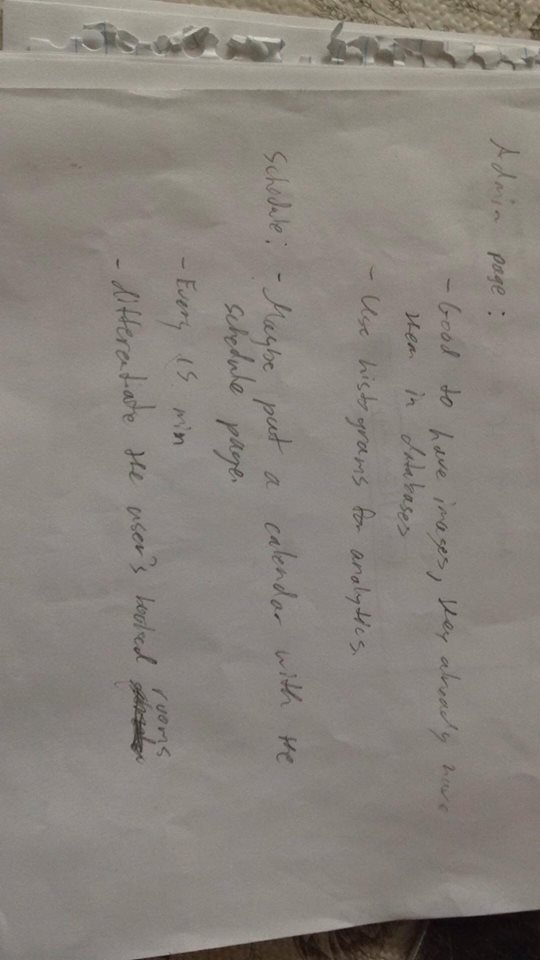 Admin page:
- Good to have images, they already have
them in databases
- Use histograms for analytics.
Schedule: - Maybe put a calendar with the
schedule page.
- Every 15 min
- differentiate the user's booked rooms